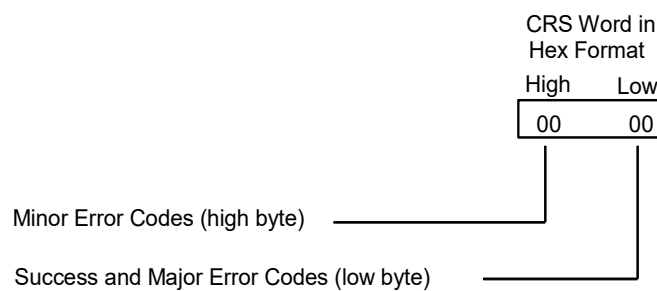 CRS Word in
Hex Format
High Low
00 00
Minor Error Codes (high byte)
Success and Major Error Codes (low byte)